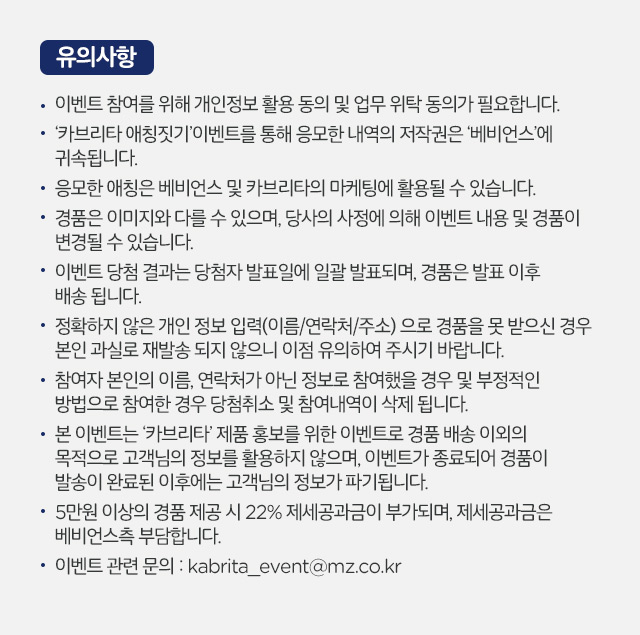 유의사항
• 이벤트 참여를 위해 개인정보 활용 동의 및 업무 위탁 동의가 필요합니다.
• ‘카브리타 애칭짓기’이벤트를 통해 응모한 내역의 저작권은 ‘베비언스’에
귀속됩니다.
• 응모한 애칭은 베비언스 및 카브리타의 마케팅에 활용될 수 있습니다.
• 경품은 이미지와 다를 수 있으며, 당사의 사정에 의해 이벤트 내용 및 경품이
변경될 수 있습니다.
• 이벤트 당첨 결과는 당첨자 발표일에 일괄 발표되며, 경품은 발표 이후
배송 됩니다.
• 정확하지 않은 개인 정보 입력(이름/연락처/주소) 으로 경품을 못 받으신 경우
본인 과실로 재발송 되지 않으니 이점 유의하여 주시기 바랍니다.
• 참여자 본인의 이름, 연락처가 아닌 정보로 참여했을 경우 및 부정적인
방법으로 참여한 경우 당첨취소 및 참여내역이 삭제 됩니다.
• 본 이벤트는 ‘카브리타’ 제품 홍보를 위한 이벤트로 경품 배송 이외의
목적으로 고객님의 정보를 활용하지 않으며, 이벤트가 종료되어 경품이
발송이 완료된 이후에는 고객님의 정보가 파기됩니다.
• 5만원 이상의 경품 제공 시 22% 제세공과금이 부가되며, 제세공과금은
베비언스측 부담합니다.
• 이벤트 관련 문의 : kabrita_event@mz.co.kr